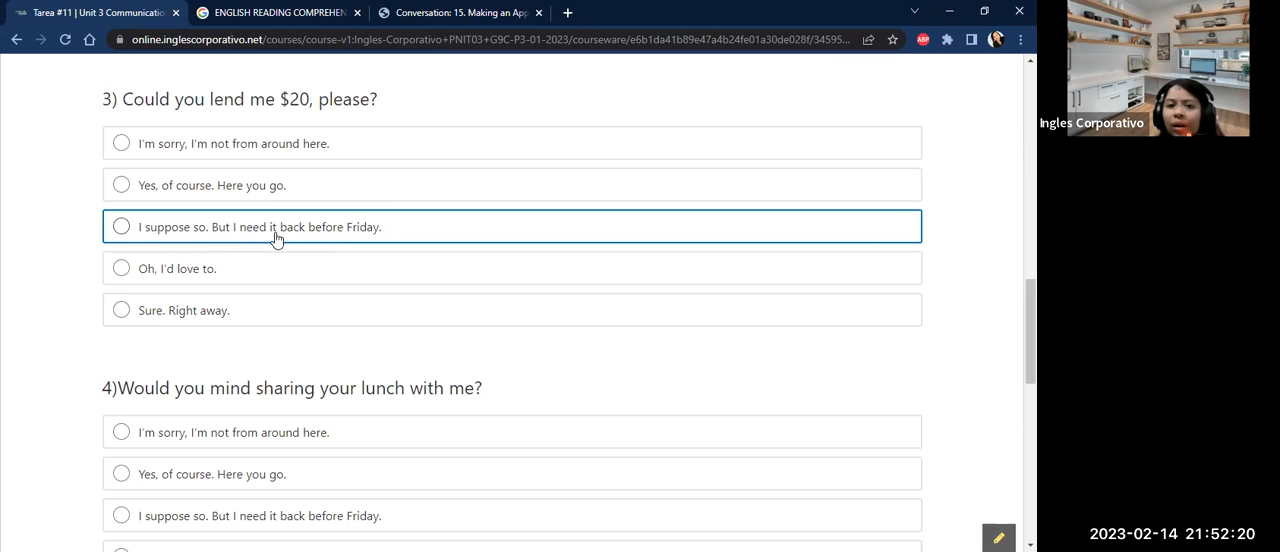 Tarea #11 | Unit 3 Communicatio
ENGLISH READING COMPREHEN
Conversation: 15. Making an App
online.inglescorporativo.net/courses/course-v1:Ingles-Corporativo+PNIT03+G9C-P3-01-2023/courseware/e6b1da41b89e47a4b24fe01a30de028f/34595...
ABP
Ingles Corporativo
3) Could you lend me $20, please?
I'm sorry, I'm not from around here.
Yes, of course. Here you go.
I suppose so. But I need it back before Friday.
Oh, I'd love to.
Sure. Right away.
4)Would you mind sharing your lunch with me?
I'm sorry, I'm not from around here.
Yes, of course. Here you go.
I suppose so. But I need it back before Friday.
2023-02-14 21:52:20